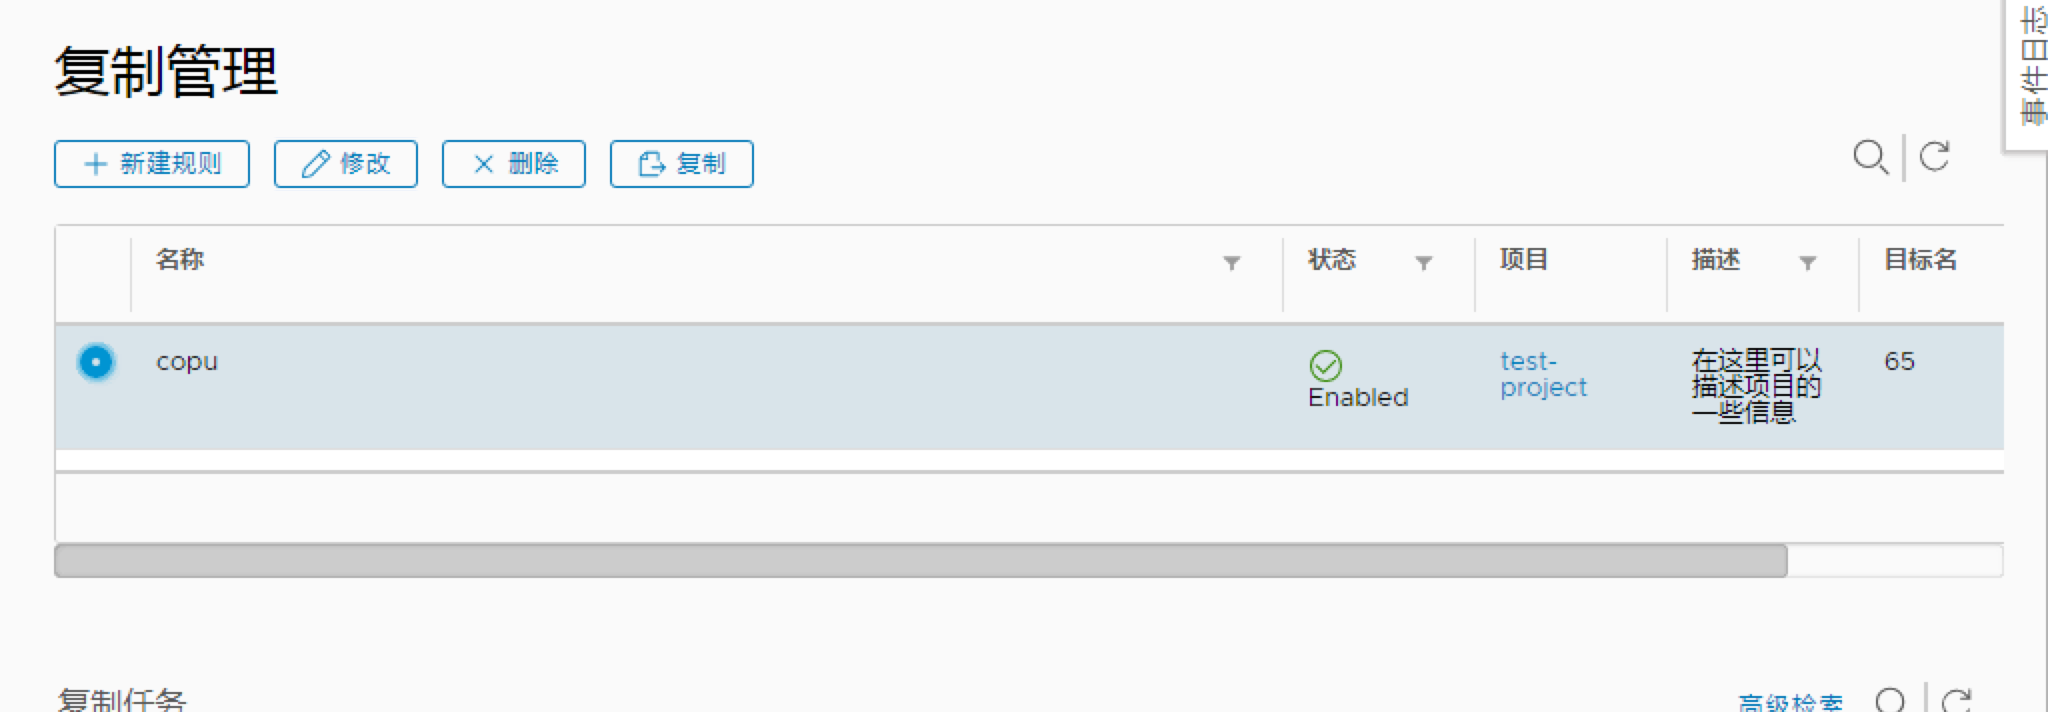 事件日志
复制管理
新建规则 修改 删除 复制
名称 状态 项目 描述 目标名
copu Enabled test-project 在这里可以描述项目的一些信息 65
复制任务 高级检索